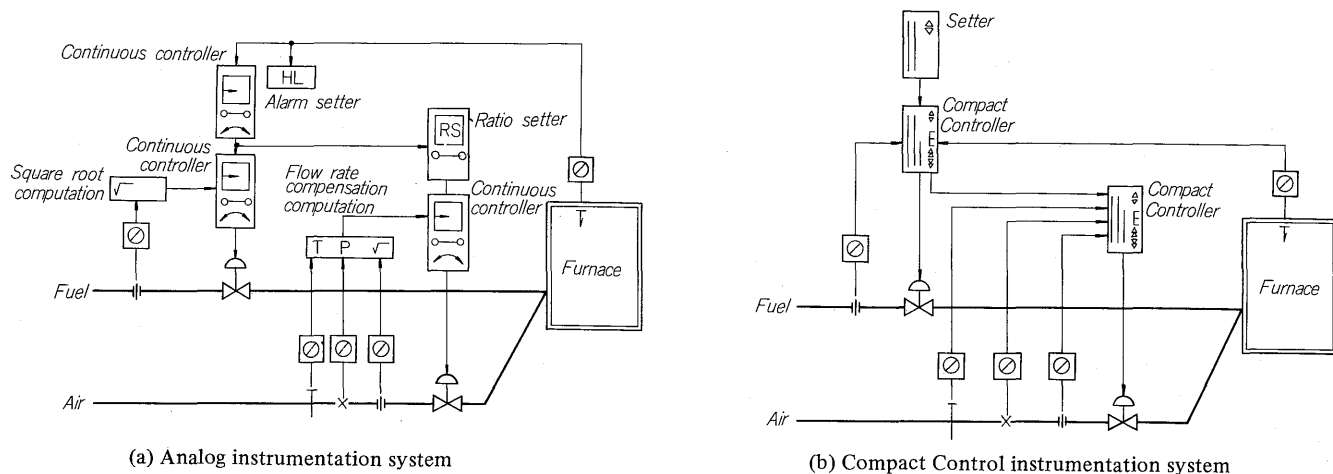 Continuous controller
HL
Alarm setter
Continuous
controller
Square root
computation
√
RS
Ratio setter
Flow rate
compensation
computation
Continuous
controller
T P √
Furnace
Fuel
Air
(a) Analog instrumentation system
Setter
Compact
Controller
E
Compact
Controller
E
Furnace
Fuel
Air
(b) Compact Control instrumentation system